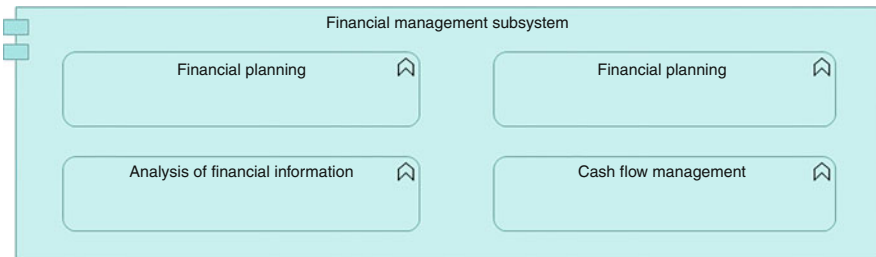 Financial management subsystem
Financial planning
Financial planning
Analysis of financial information
Cash flow management